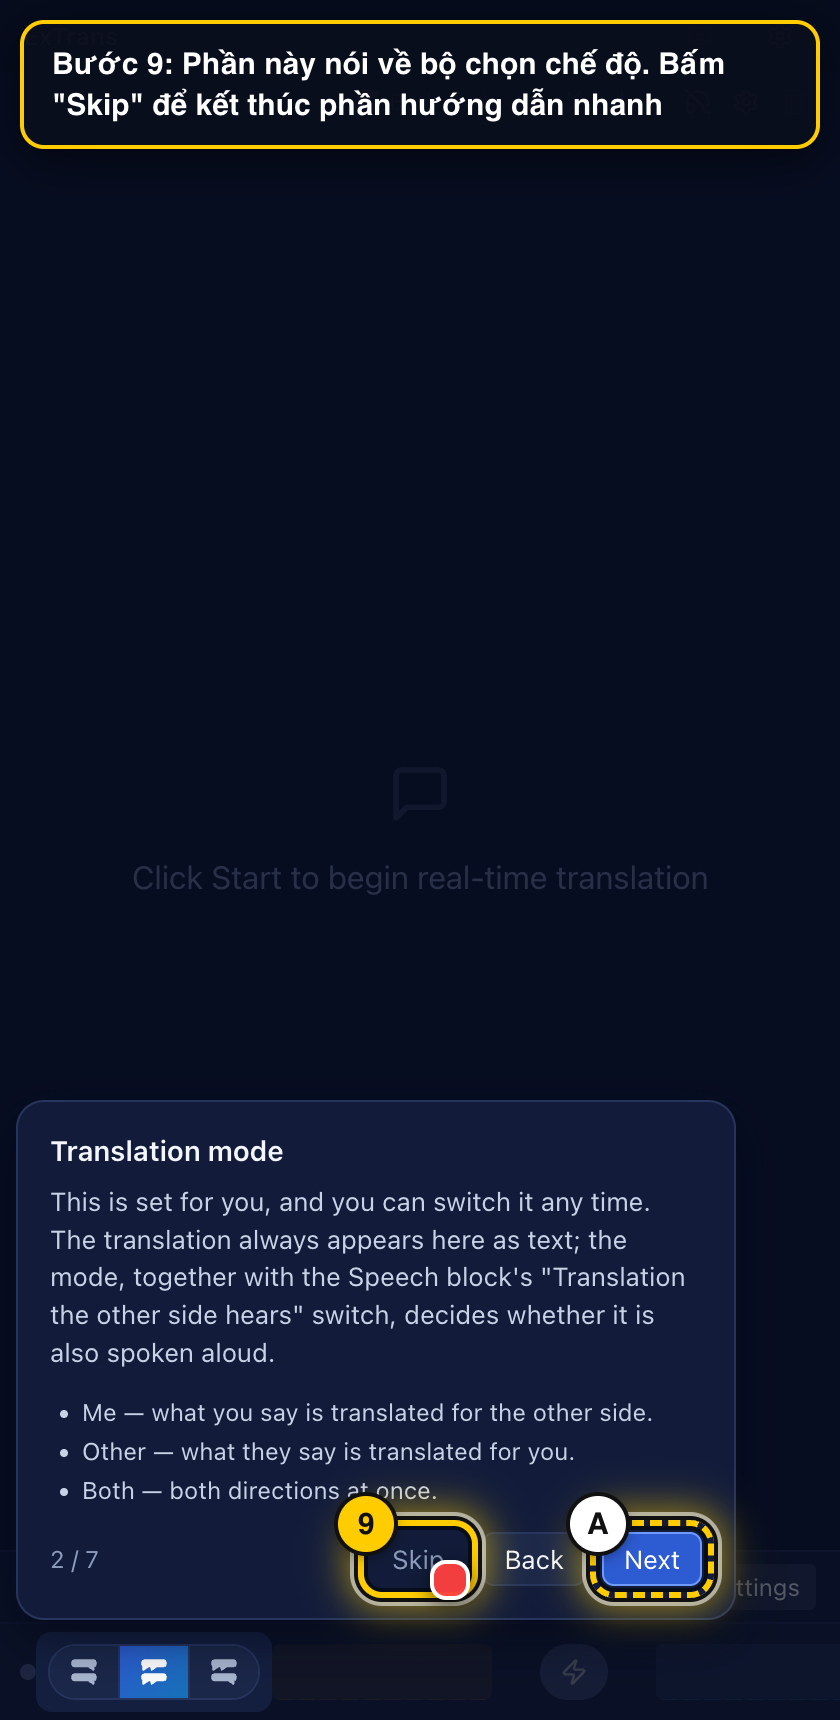 Bước 9: Phần này nói về bộ chọn chế độ. Bấm
"Skip" để kết thúc phần hướng dẫn nhanh
Click Start to begin real-time translation
Translation mode
This is set for you, and you can switch it any time.
The translation always appears here as text; the
mode, together with the Speech block's "Translation
the other side hears" switch, decides whether it is
also spoken aloud.
• Me — what you say is translated for the other side.
• Other — what they say is translated for you.
• Both — both directions at once.
9
A
2 / 7
Skip
Back
Next
ttings